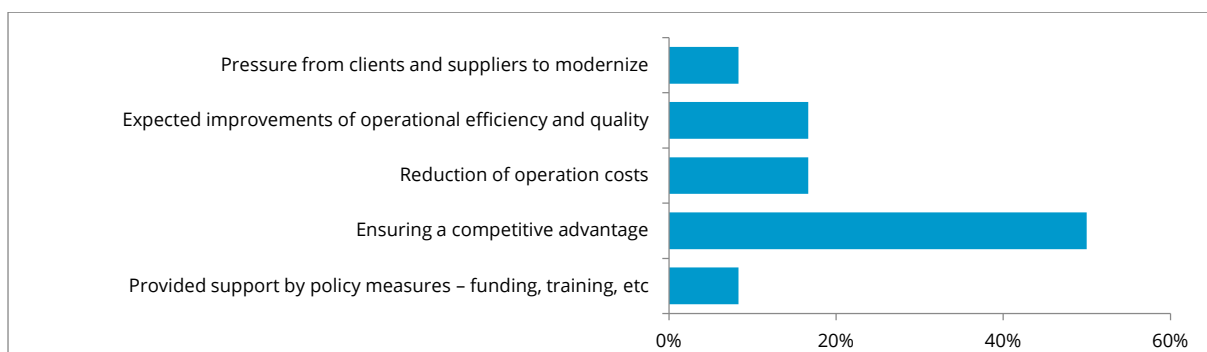 Pressure from clients and suppliers to modernize
Expected improvements of operational efficiency and quality
Reduction of operation costs
Ensuring a competitive advantage
Provided support by policy measures – funding, training, etc
0% 20% 40% 60%